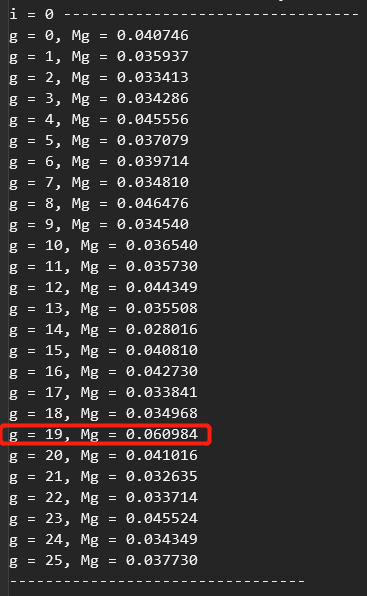 i = 0 ---------------------------------
g = 0, Mg = 0.040746
g = 1, Mg = 0.035937
g = 2, Mg = 0.033413
g = 3, Mg = 0.034286
g = 4, Mg = 0.045556
g = 5, Mg = 0.037079
g = 6, Mg = 0.039714
g = 7, Mg = 0.034810
g = 8, Mg = 0.046476
g = 9, Mg = 0.034540
g = 10, Mg = 0.036540
g = 11, Mg = 0.035730
g = 12, Mg = 0.044349
g = 13, Mg = 0.035508
g = 14, Mg = 0.028016
g = 15, Mg = 0.040810
g = 16, Mg = 0.042730
g = 17, Mg = 0.033841
g = 18, Mg = 0.034968
g = 19, Mg = 0.060984
g = 20, Mg = 0.041016
g = 21, Mg = 0.032635
g = 22, Mg = 0.033714
g = 23, Mg = 0.045524
g = 24, Mg = 0.034349
g = 25, Mg = 0.037730
---------------------------------